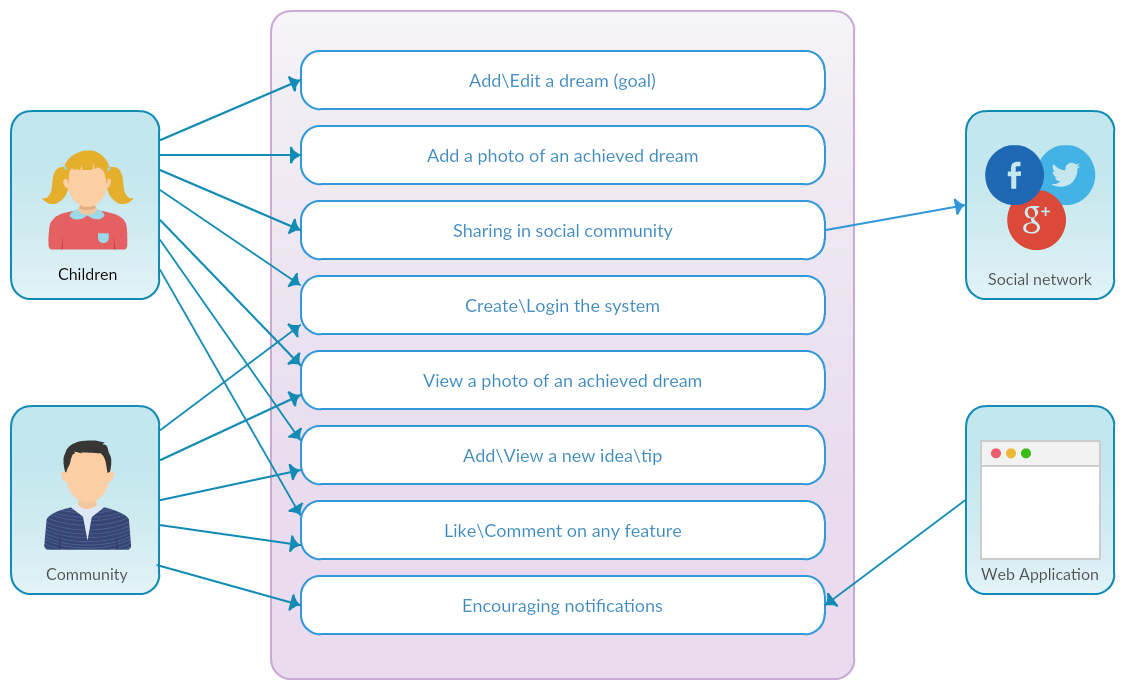 Add\Edit a dream (goal)
Add a photo of an achieved dream
Sharing in social community
Create\Login the system
View a photo of an achieved dream
Add\View a new idea\tip
Like\Comment on any feature
Encouraging notifications
Children
Community
f
g+
Social network
Web Application